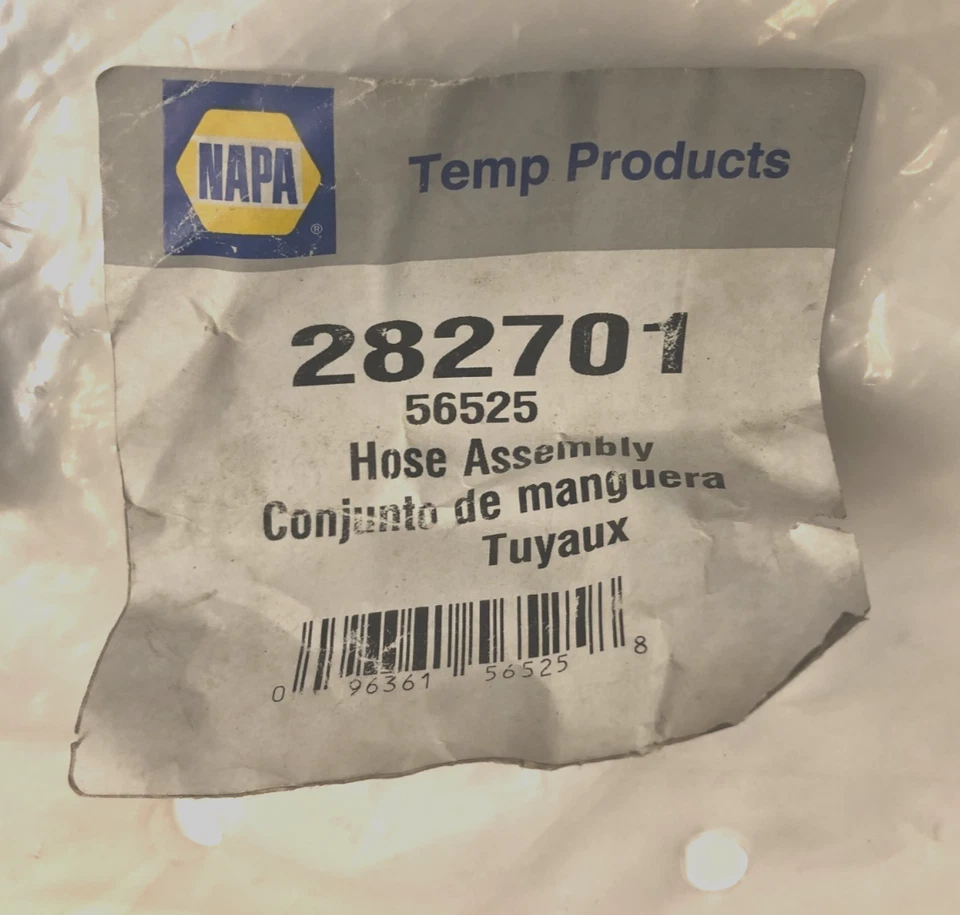 NAPA ®
Temp Products
282701
56525
Hose Assembly
Conjunto de manguera
Tuyaux
0 96361 56525 8